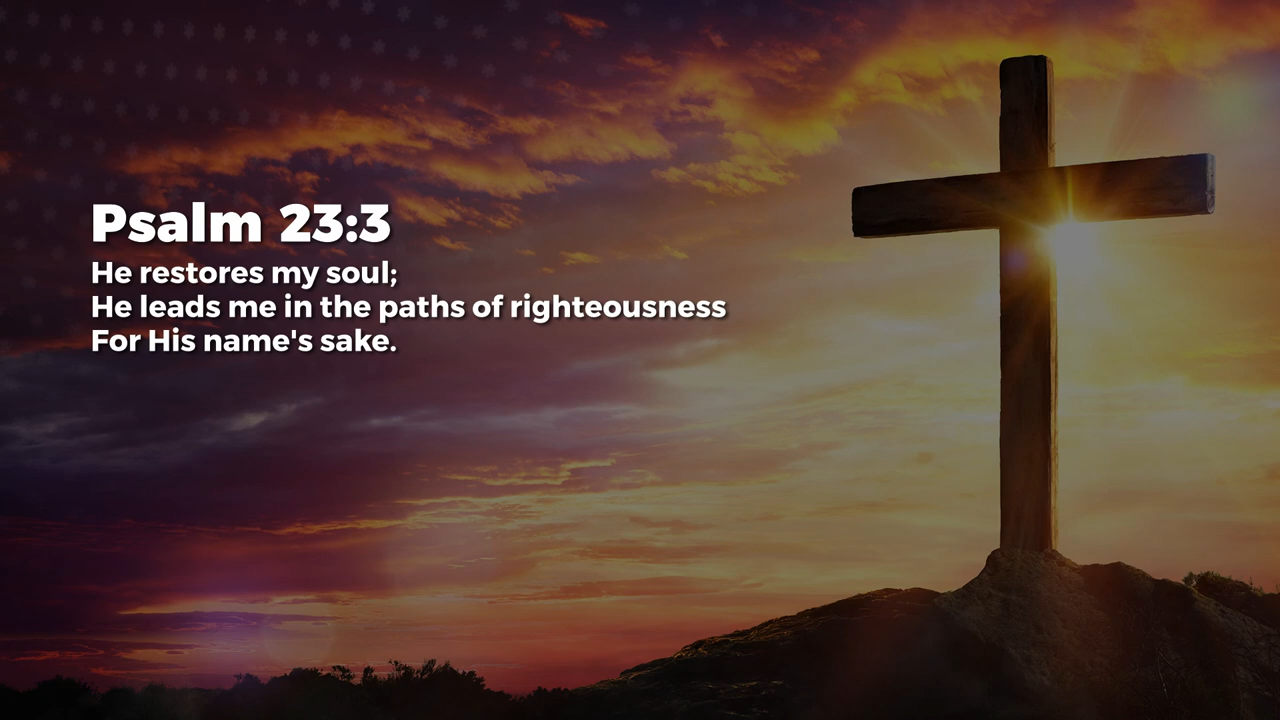 Psalm 23:3
He restores my soul;
He leads me in the paths of righteousness
For His name's sake.